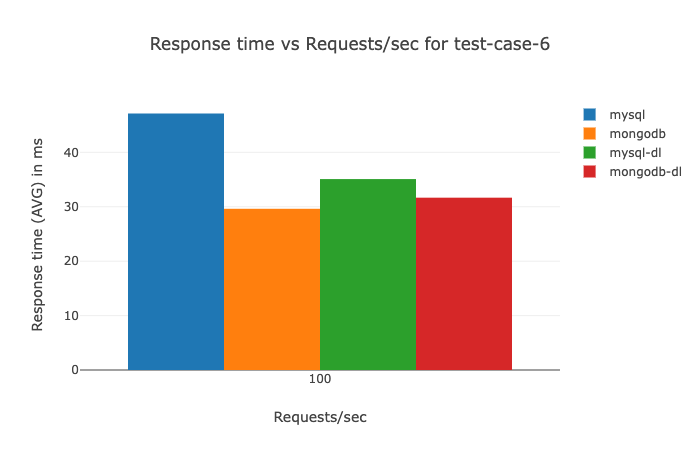 Response time vs Requests/sec for test-case-6
mysql
mongodb
mysql-dl
mongodb-dl
Response time (AVG) in ms
40
30
20
10
0
100
Requests/sec